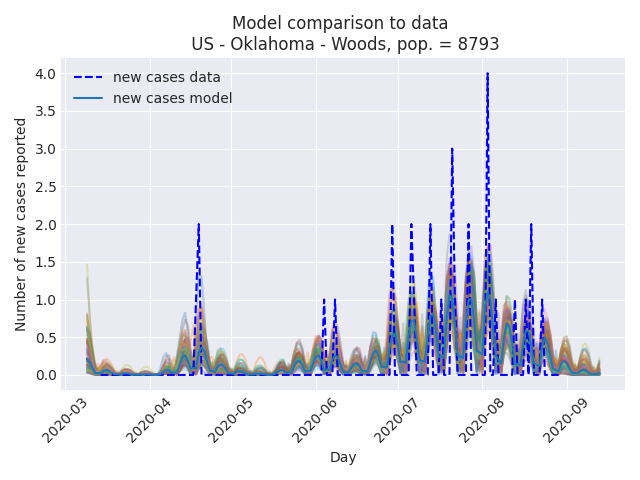 Model comparison to data
US - Oklahoma - Woods, pop. = 8793
new cases data
new cases model
Number of new cases reported
4.0
3.5
3.0
2.5
2.0
1.5
1.0
0.5
0.0
2020-03
2020-04
2020-05
2020-06
2020-07
2020-08
2020-09
Day